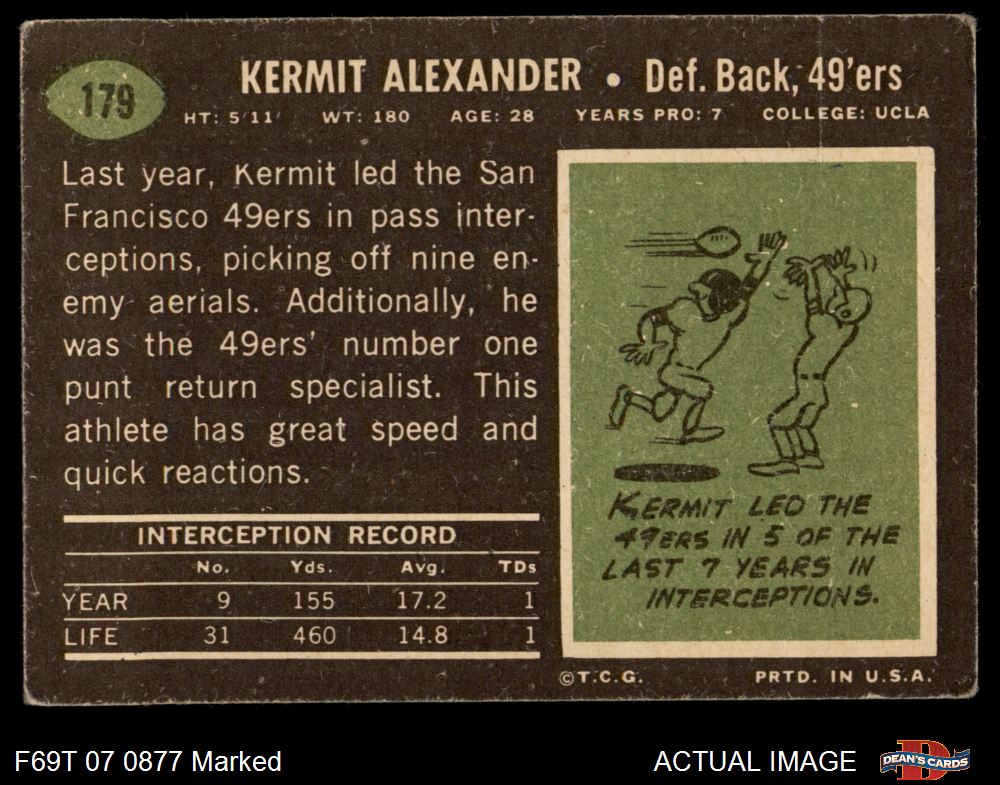 179
KERMIT ALEXANDER • Def. Back, 49'ers
HT: 5'11' WT: 180 AGE: 28 YEARS PRO: 7 COLLEGE: UCLA
Last year, Kermit led the San
Francisco 49ers in pass inter-
ceptions, picking off nine en-
emy aerials. Additionally, he
was the 49ers' number one
punt return specialist. This
athlete has great speed and
quick reactions.
INTERCEPTION RECORD
No. Yds. Avg. TDs
YEAR 9 155 17.2 1
LIFE 31 460 14.8 1
KERMIT LED THE
49ERS IN 5 OF THE
LAST 7 YEARS IN
INTERCEPTIONS.
©T.C.G. PRTD. IN U.S.A.
F69T 07 0877 Marked
ACTUAL IMAGE
D
DEAN'S CARDS